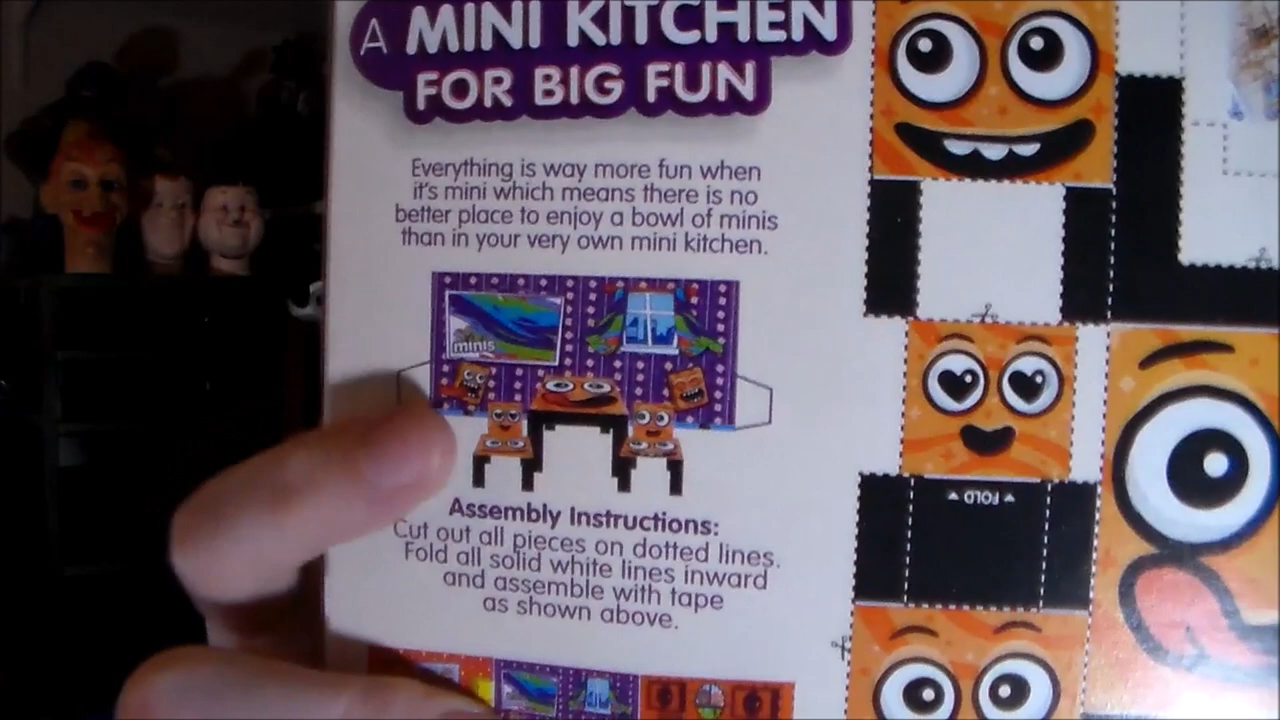 A MINI KITCHEN
FOR BIG FUN
Everything is way more fun when
it's mini which means there is no
better place to enjoy a bowl of minis
than in your very own mini kitchen.
minis
Assembly Instructions:
Cut out all pieces on dotted lines.
Fold all solid white lines inward
and assemble with tape
as shown above.
FOLD